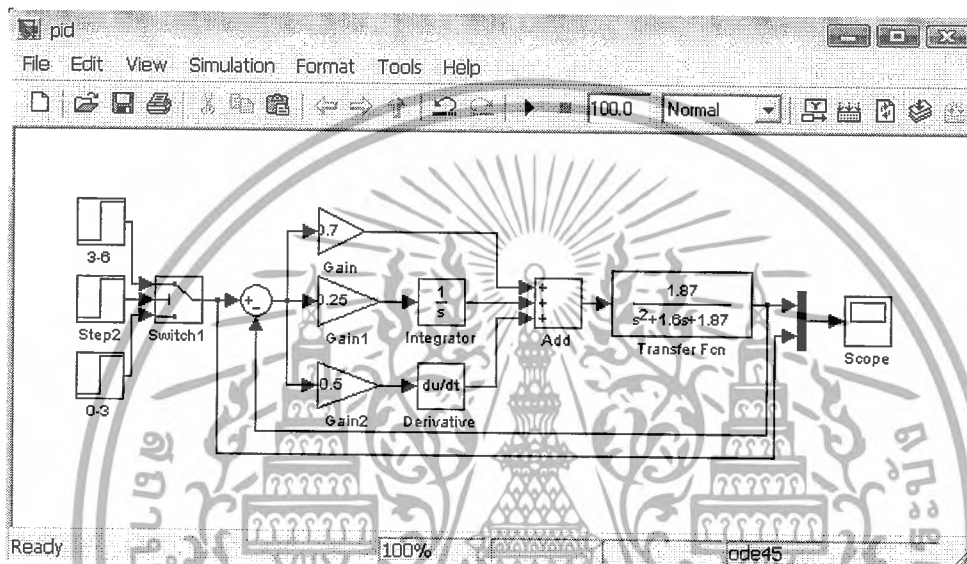 pid
File Edit View Simulation Format Tools Help
100.0 Normal
3-6
Step2
0-3
Switch1
+
-
0.7
Gain
0.25
Gain1
0.5
Gain2
1
s
Integrator
du/dt
Derivative
+
+
+
Add
1.87
s²+1.6s+1.87
Transfer Fcn
Scope
Ready 100% ode45